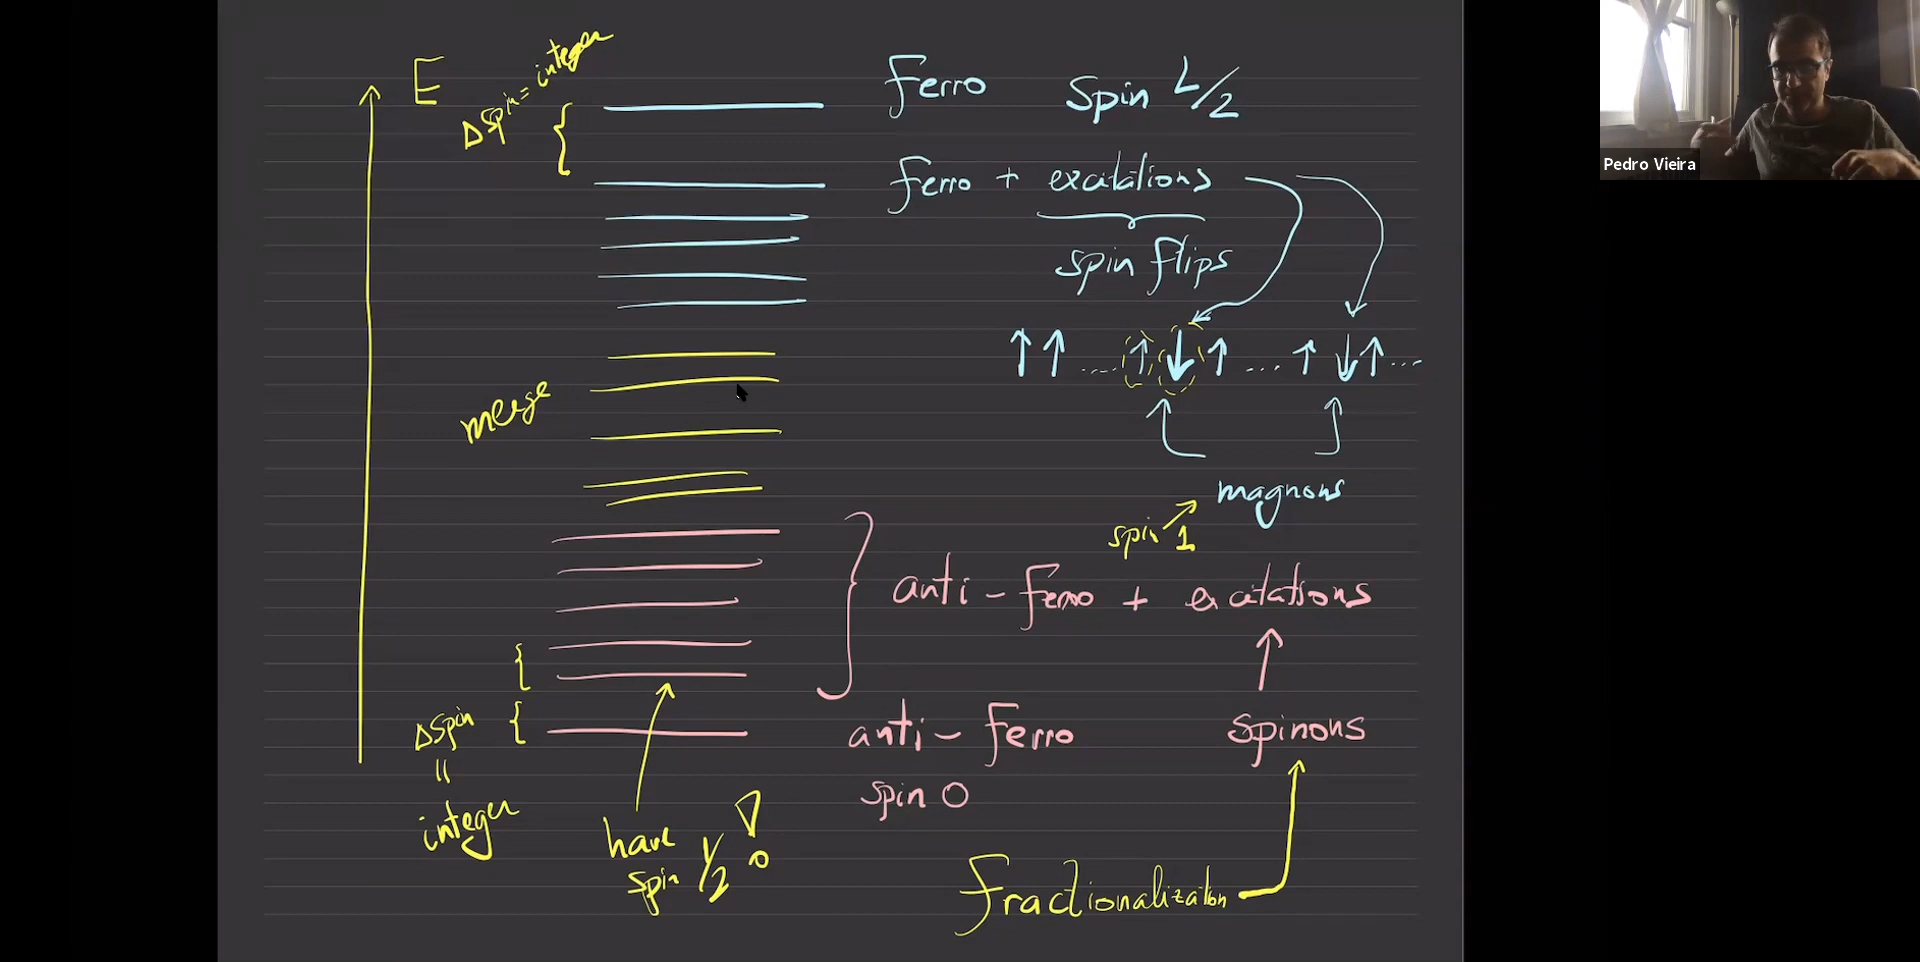 E
Δspin = integer
Ferro spin L/2
Ferro + excitations
spin flips
↑ ↑ .... ↑ ↓ ↑ ... ↑ ↓ ↑ ...
merge
magnons
spin 1
anti - Ferro + excitations
anti - Ferro
spin 0
spinons
Δspin
=
integer
have
spin 1/2 !
Fractionalization
Pedro Vieira